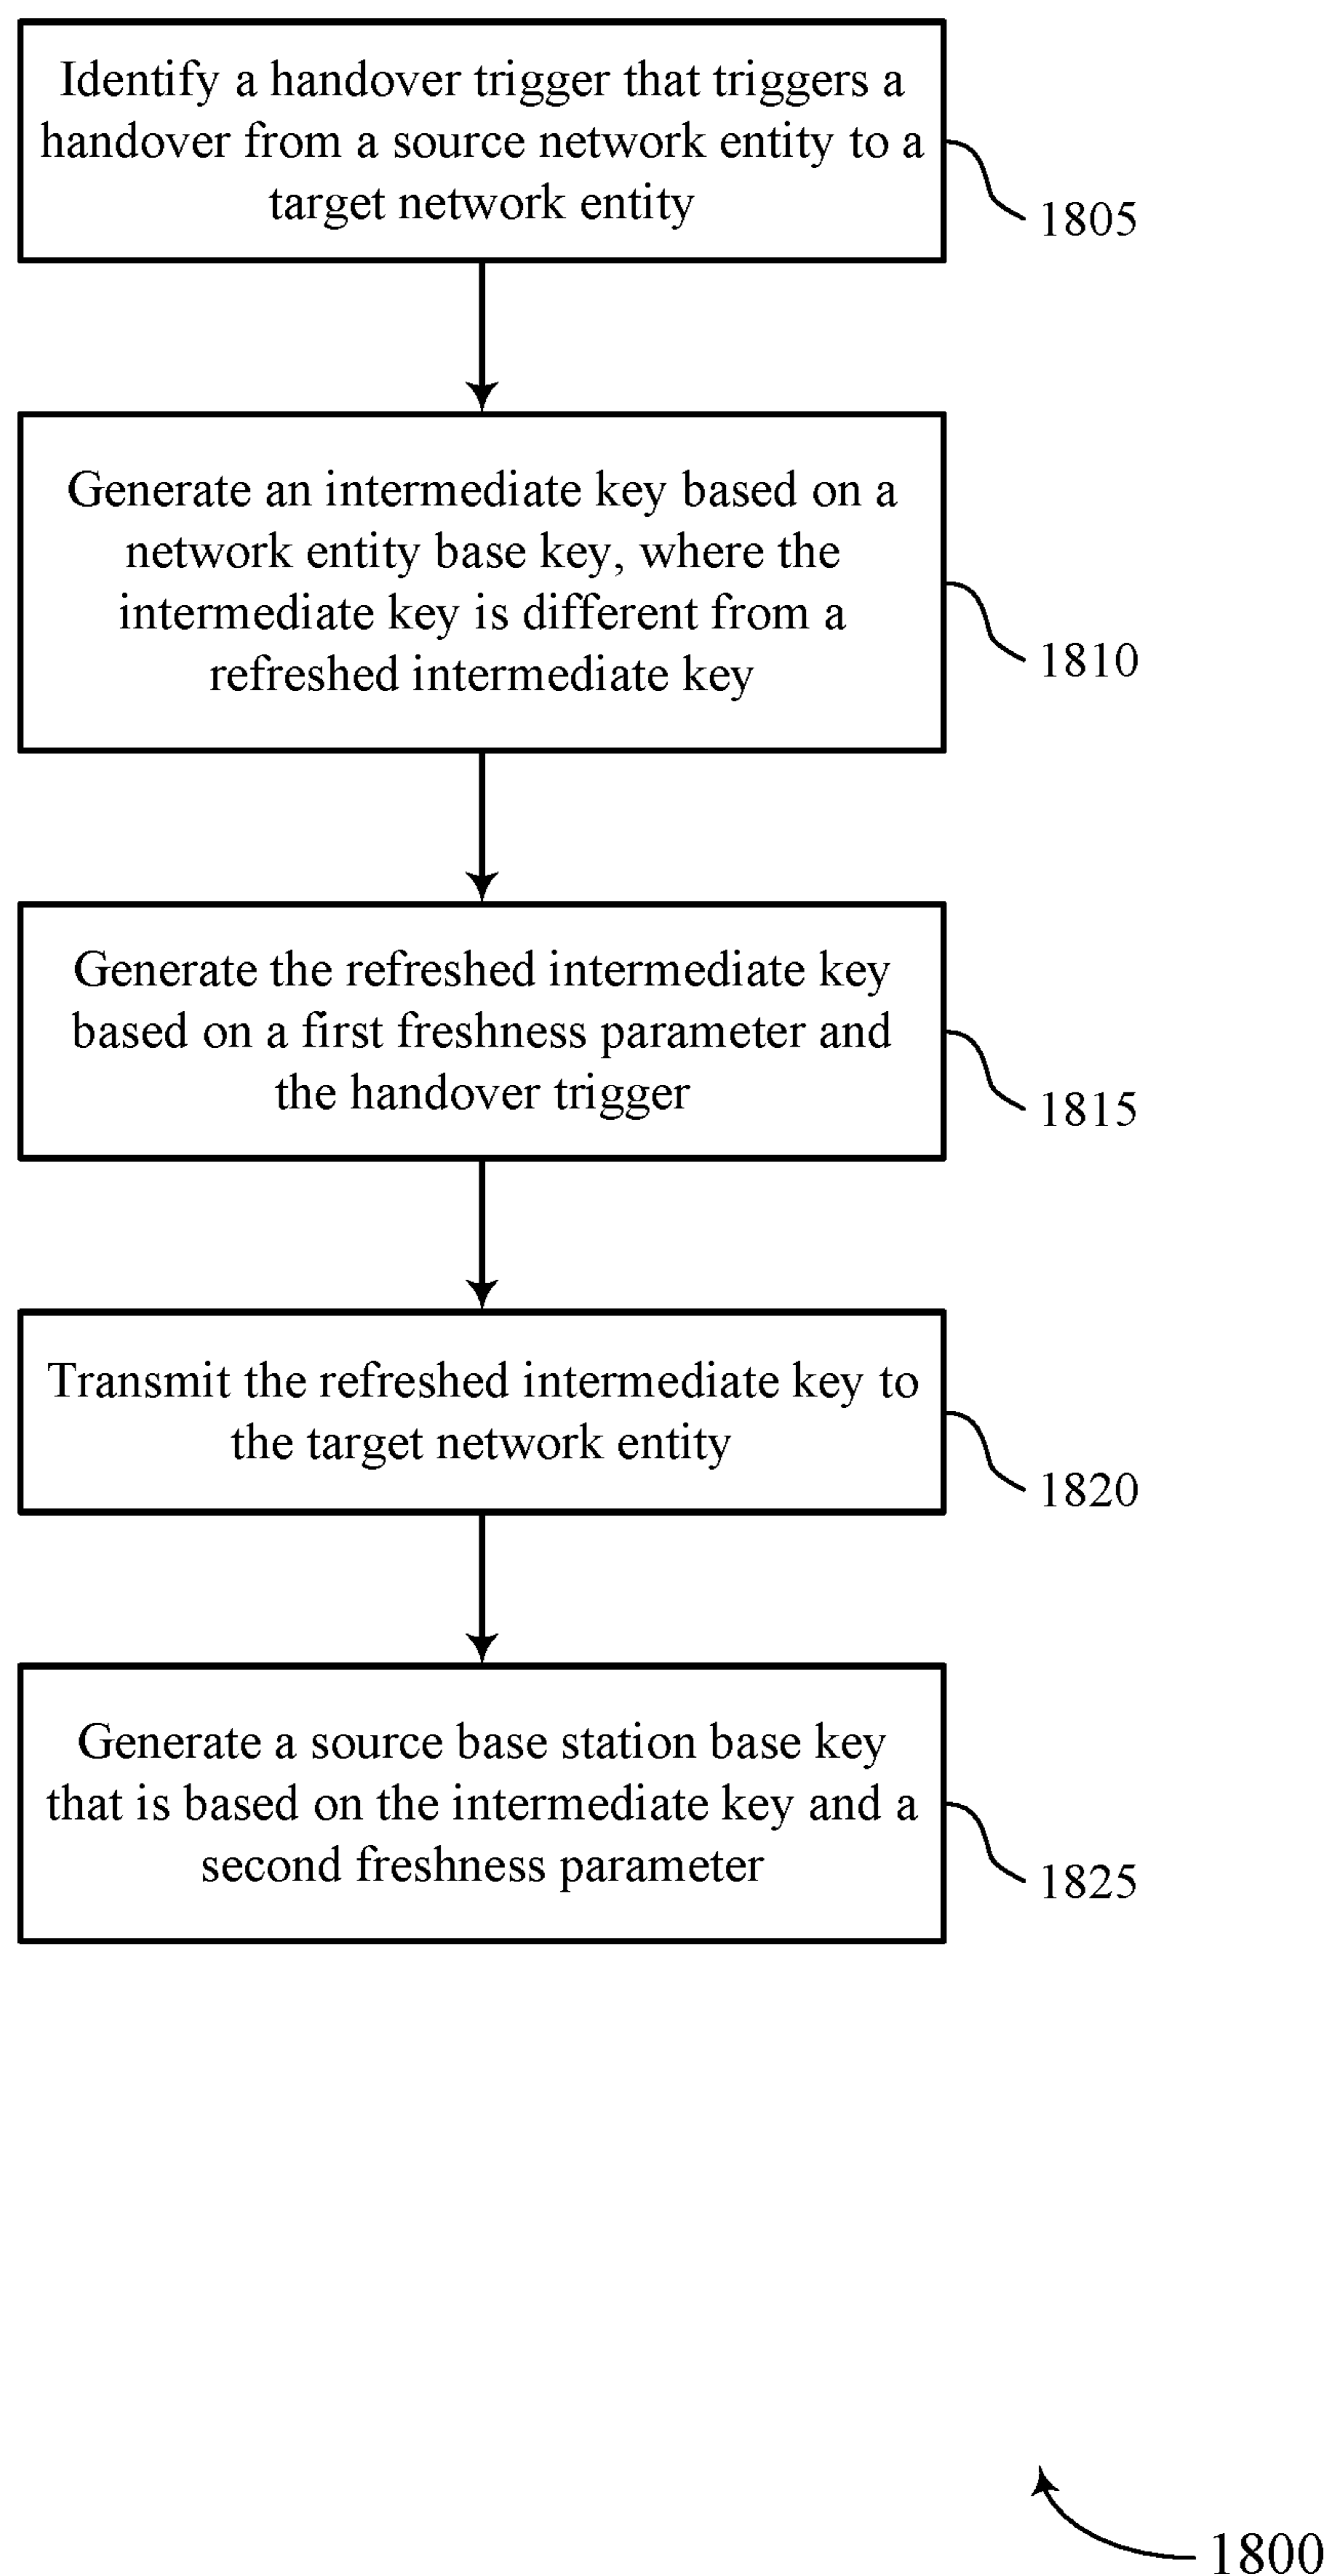 Identify a handover trigger that triggers a
handover from a source network entity to a
target network entity
1805
Generate an intermediate key based on a
network entity base key, where the
intermediate key is different from a
refreshed intermediate key
1810
Generate the refreshed intermediate key
based on a first freshness parameter and
the handover trigger
1815
Transmit the refreshed intermediate key to
the target network entity
1820
Generate a source base station base key
that is based on the intermediate key and a
second freshness parameter
1825
1800